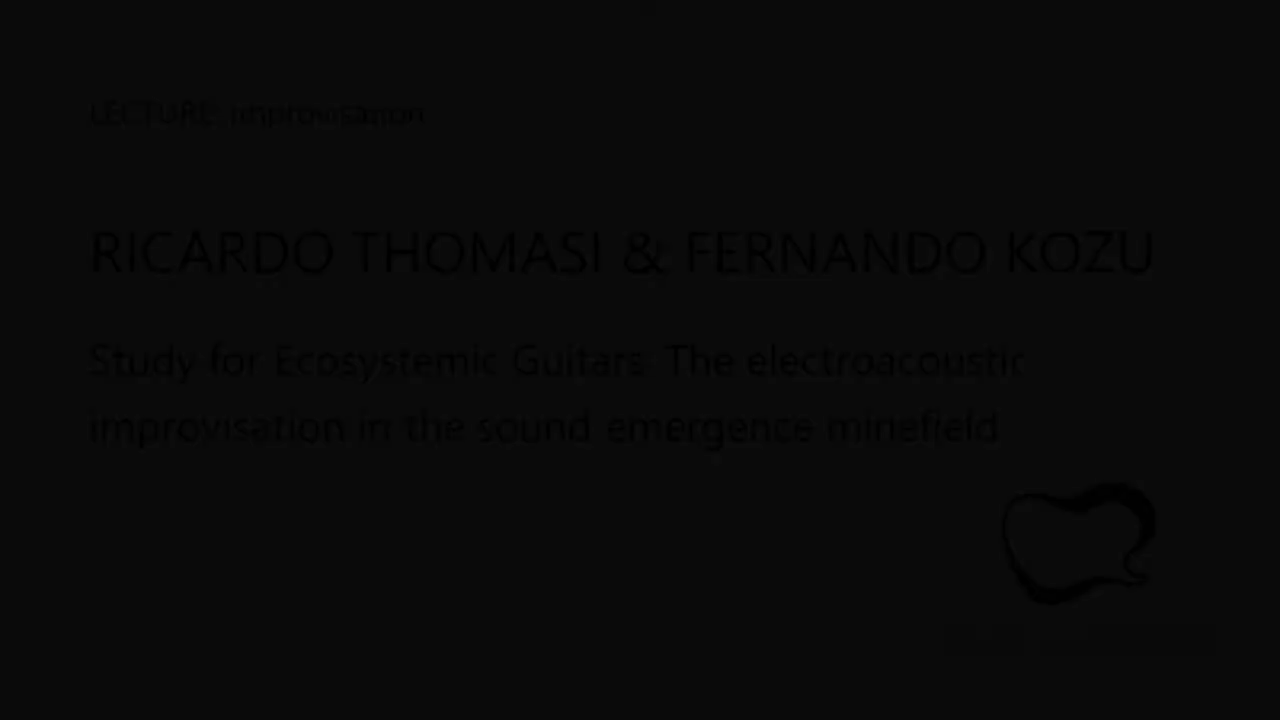 LECTURE: improvisation
RICARDO THOMASI & FERNANDO KOZU
Study for Ecosystemic Guitars: The electroacoustic
improvisation in the sound emergence minefield